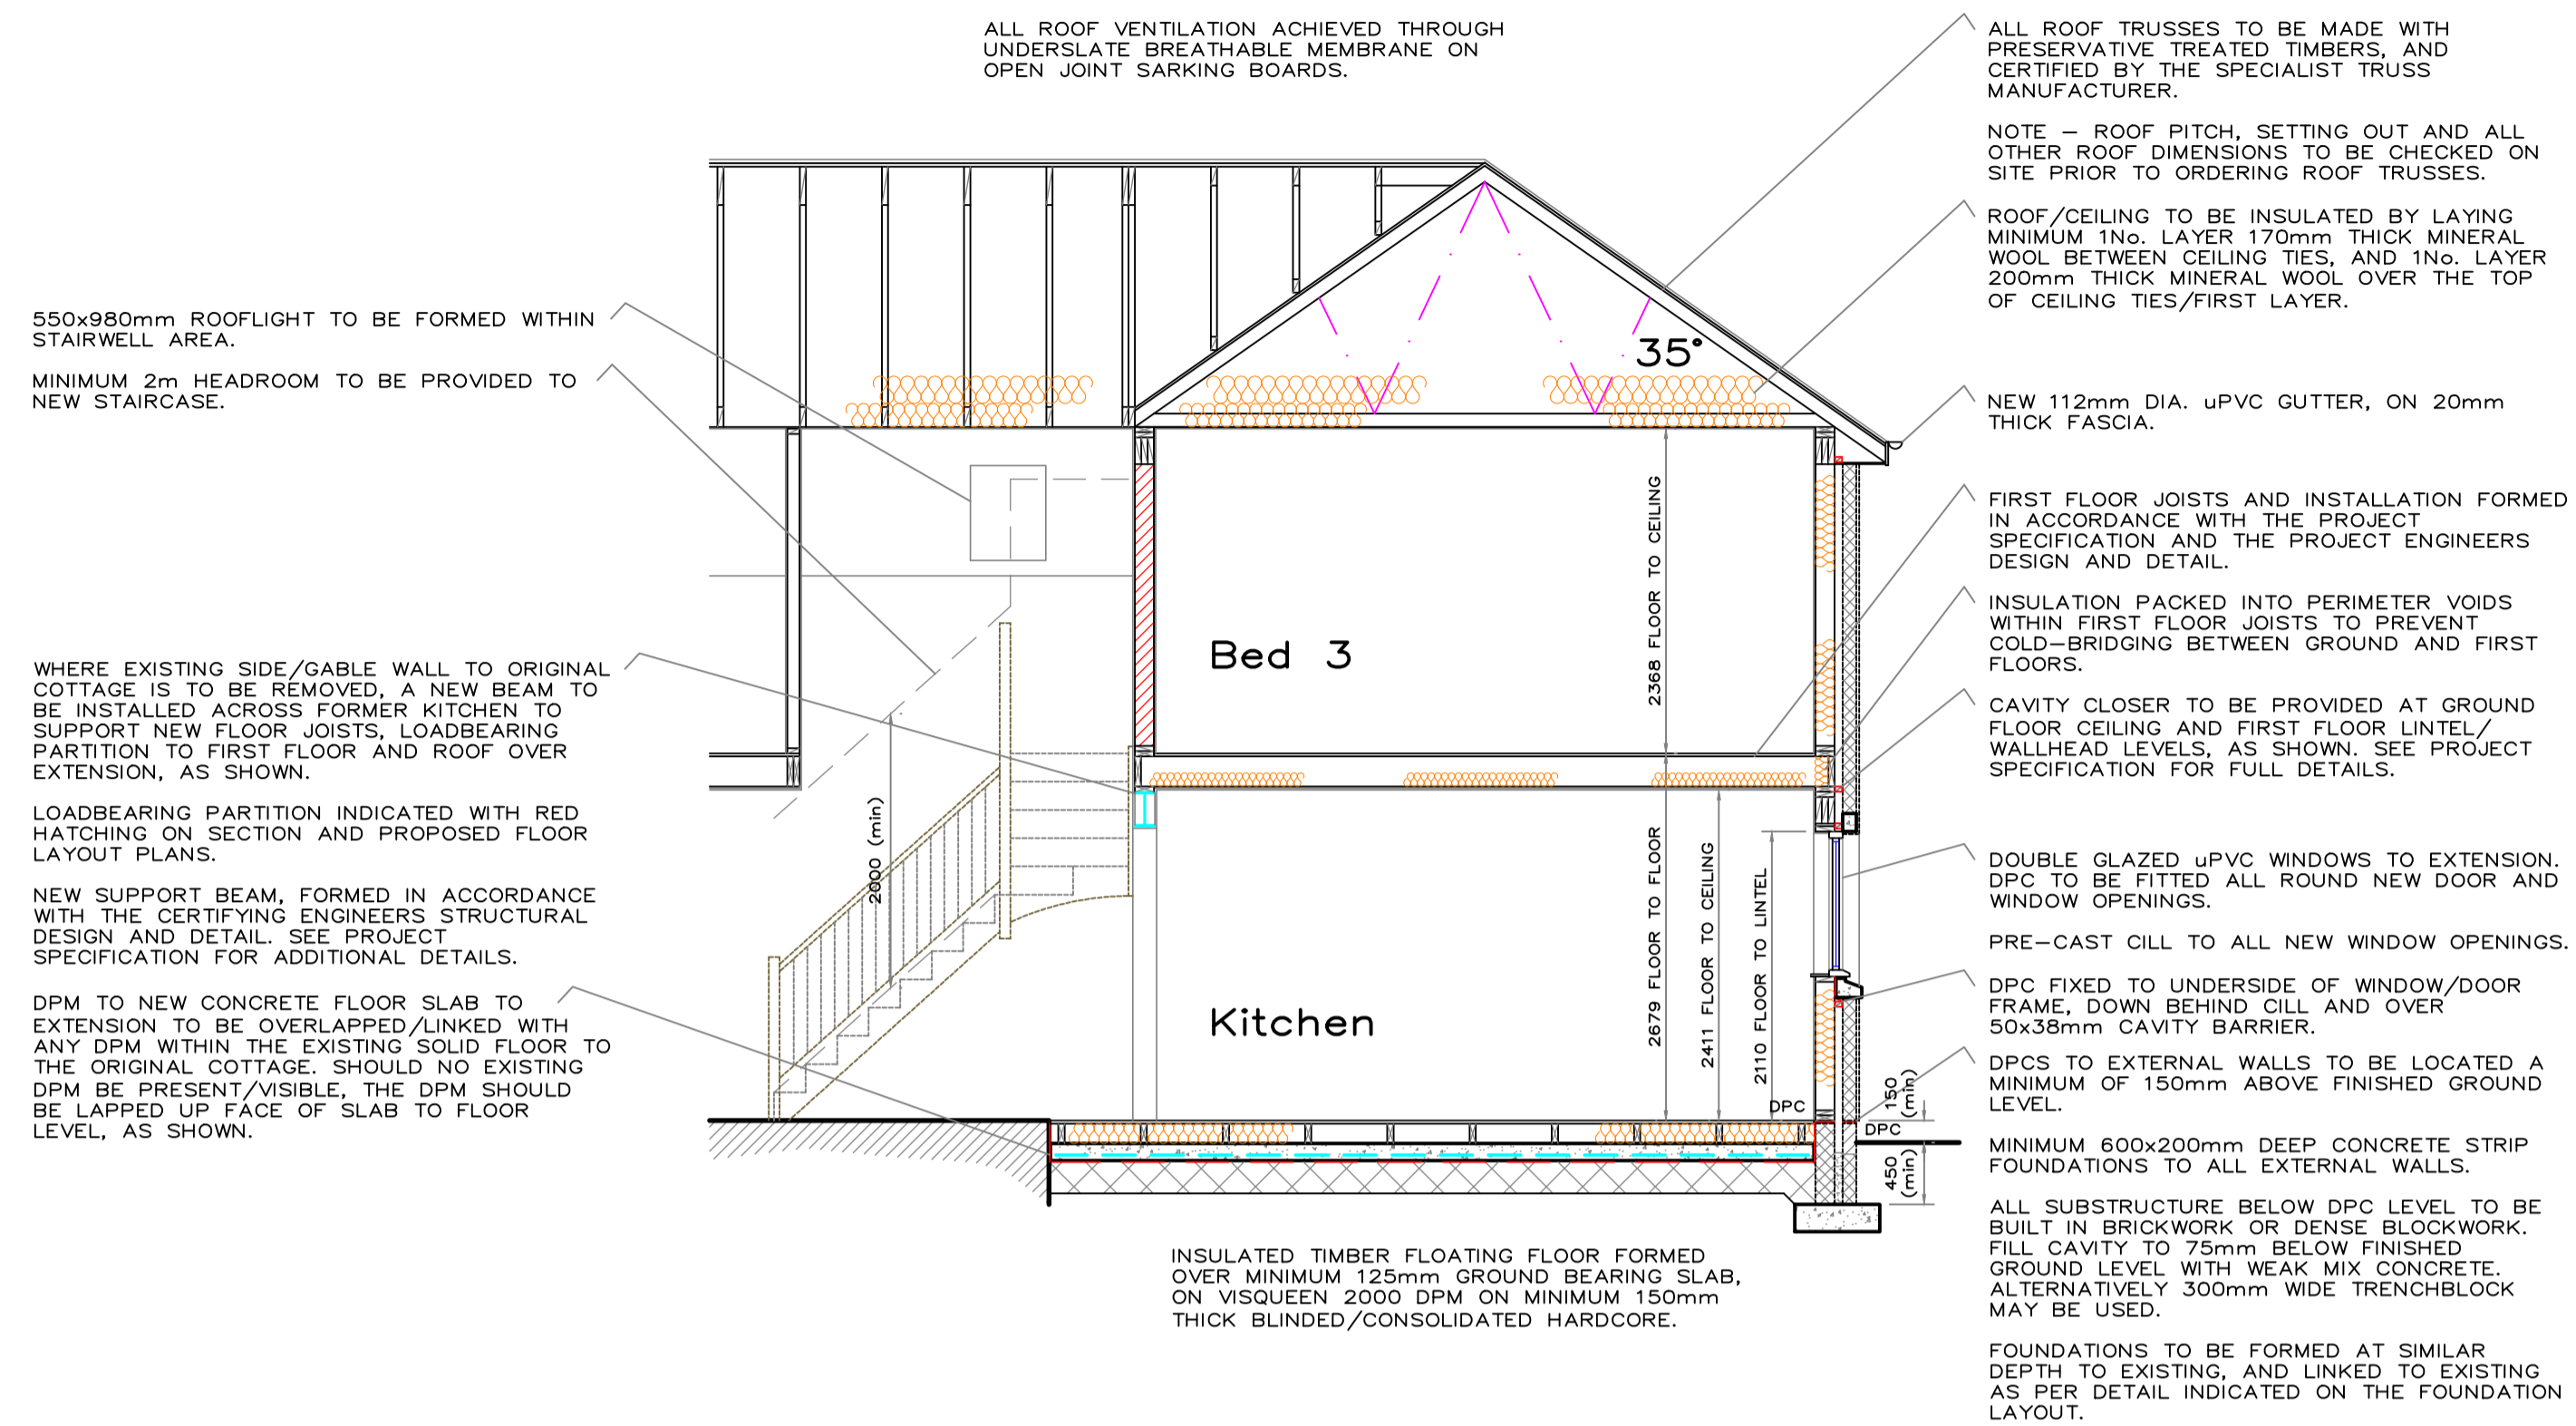 ALL ROOF VENTILATION ACHIEVED THROUGH
UNDERSLATE BREATHABLE MEMBRANE ON
OPEN JOINT SARKING BOARDS.
550x980mm ROOFLIGHT TO BE FORMED WITHIN
STAIRWELL AREA.
MINIMUM 2m HEADROOM TO BE PROVIDED TO
NEW STAIRCASE.
WHERE EXISTING SIDE/GABLE WALL TO ORIGINAL
COTTAGE IS TO BE REMOVED, A NEW BEAM TO
BE INSTALLED ACROSS FORMER KITCHEN TO
SUPPORT NEW FLOOR JOISTS, LOADBEARING
PARTITION TO FIRST FLOOR AND ROOF OVER
EXTENSION, AS SHOWN.
LOADBEARING PARTITION INDICATED WITH RED
HATCHING ON SECTION AND PROPOSED FLOOR
LAYOUT PLANS.
NEW SUPPORT BEAM, FORMED IN ACCORDANCE
WITH THE CERTIFYING ENGINEERS STRUCTURAL
DESIGN AND DETAIL. SEE PROJECT
SPECIFICATION FOR ADDITIONAL DETAILS.
DPM TO NEW CONCRETE FLOOR SLAB TO
EXTENSION TO BE OVERLAPPED/LINKED WITH
ANY DPM WITHIN THE EXISTING SOLID FLOOR TO
THE ORIGINAL COTTAGE. SHOULD NO EXISTING
DPM BE PRESENT/VISIBLE, THE DPM SHOULD
BE LAPPED UP FACE OF SLAB TO FLOOR
LEVEL, AS SHOWN.
35°
Bed 3
2368 FLOOR TO CEILING
2000 (min)
Kitchen
2679 FLOOR TO FLOOR
2411 FLOOR TO CEILING
2110 FLOOR TO LINTEL
DPC
150
(min)
DPC
450
(min)
INSULATED TIMBER FLOATING FLOOR FORMED
OVER MINIMUM 125mm GROUND BEARING SLAB,
ON VISQUEEN 2000 DPM ON MINIMUM 150mm
THICK BLINDED/CONSOLIDATED HARDCORE.
ALL ROOF TRUSSES TO BE MADE WITH
PRESERVATIVE TREATED TIMBERS, AND
CERTIFIED BY THE SPECIALIST TRUSS
MANUFACTURER.
NOTE – ROOF PITCH, SETTING OUT AND ALL
OTHER ROOF DIMENSIONS TO BE CHECKED ON
SITE PRIOR TO ORDERING ROOF TRUSSES.
ROOF/CEILING TO BE INSULATED BY LAYING
MINIMUM 1No. LAYER 170mm THICK MINERAL
WOOL BETWEEN CEILING TIES, AND 1No. LAYER
200mm THICK MINERAL WOOL OVER THE TOP
OF CEILING TIES/FIRST LAYER.
NEW 112mm DIA. uPVC GUTTER, ON 20mm
THICK FASCIA.
FIRST FLOOR JOISTS AND INSTALLATION FORMED
IN ACCORDANCE WITH THE PROJECT
SPECIFICATION AND THE PROJECT ENGINEERS
DESIGN AND DETAIL.
INSULATION PACKED INTO PERIMETER VOIDS
WITHIN FIRST FLOOR JOISTS TO PREVENT
COLD–BRIDGING BETWEEN GROUND AND FIRST
FLOORS.
CAVITY CLOSER TO BE PROVIDED AT GROUND
FLOOR CEILING AND FIRST FLOOR LINTEL/
WALLHEAD LEVELS, AS SHOWN. SEE PROJECT
SPECIFICATION FOR FULL DETAILS.
DOUBLE GLAZED uPVC WINDOWS TO EXTENSION.
DPC TO BE FITTED ALL ROUND NEW DOOR AND
WINDOW OPENINGS.
PRE–CAST CILL TO ALL NEW WINDOW OPENINGS.
DPC FIXED TO UNDERSIDE OF WINDOW/DOOR
FRAME, DOWN BEHIND CILL AND OVER
50x38mm CAVITY BARRIER.
DPCS TO EXTERNAL WALLS TO BE LOCATED A
MINIMUM OF 150mm ABOVE FINISHED GROUND
LEVEL.
MINIMUM 600x200mm DEEP CONCRETE STRIP
FOUNDATIONS TO ALL EXTERNAL WALLS.
ALL SUBSTRUCTURE BELOW DPC LEVEL TO BE
BUILT IN BRICKWORK OR DENSE BLOCKWORK.
FILL CAVITY TO 75mm BELOW FINISHED
GROUND LEVEL WITH WEAK MIX CONCRETE.
ALTERNATIVELY 300mm WIDE TRENCHBLOCK
MAY BE USED.
FOUNDATIONS TO BE FORMED AT SIMILAR
DEPTH TO EXISTING, AND LINKED TO EXISTING
AS PER DETAIL INDICATED ON THE FOUNDATION
LAYOUT.